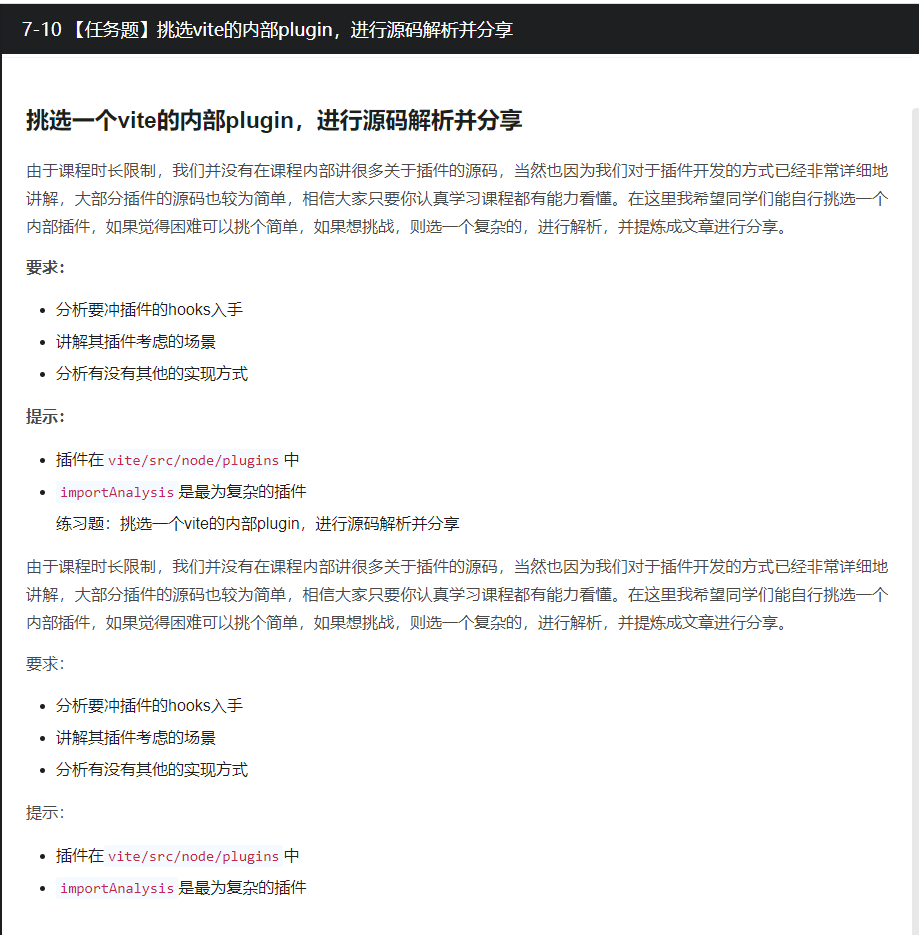 7-10 【任务题】挑选vite的内部plugin，进行源码解析并分享
挑选一个vite的内部plugin，进行源码解析并分享
由于课程时长限制，我们并没有在课程内部讲很多关于插件的源码，当然也因为我们对于插件开发的方式已经非常详细地
讲解，大部分插件的源码也较为简单，相信大家只要你认真学习课程都有能力看懂。在这里我希望同学们能自行挑选一个
内部插件，如果觉得困难可以挑个简单，如果想挑战，则选一个复杂的，进行解析，并提炼成文章进行分享。
要求：
分析要冲插件的hooks入手
讲解其插件考虑的场景
分析有没有其他的实现方式
提示：
插件在 vite/src/node/plugins 中
importAnalysis 是最为复杂的插件
练习题：挑选一个vite的内部plugin，进行源码解析并分享
由于课程时长限制，我们并没有在课程内部讲很多关于插件的源码，当然也因为我们对于插件开发的方式已经非常详细地
讲解，大部分插件的源码也较为简单，相信大家只要你认真学习课程都有能力看懂。在这里我希望同学们能自行挑选一个
内部插件，如果觉得困难可以挑个简单，如果想挑战，则选一个复杂的，进行解析，并提炼成文章进行分享。
要求：
分析要冲插件的hooks入手
讲解其插件考虑的场景
分析有没有其他的实现方式
提示：
插件在 vite/src/node/plugins 中
importAnalysis 是最为复杂的插件